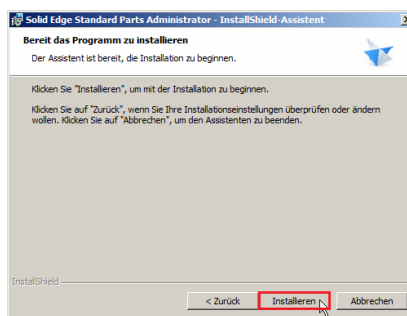 Solid Edge Standard Parts Administrator - InstallShield-Assistent
Bereit das Programm zu installieren
Der Assistent ist bereit, die Installation zu beginnen.
Klicken Sie "Installieren", um mit der Installation zu beginnen.
Klicken Sie auf "Zurück", wenn Sie Ihre Installationseinstellungen überprüfen oder ändern
wollen. Klicken Sie auf "Abbrechen", um den Assistenten zu beenden.
InstallShield
< Zurück Installieren Abbrechen